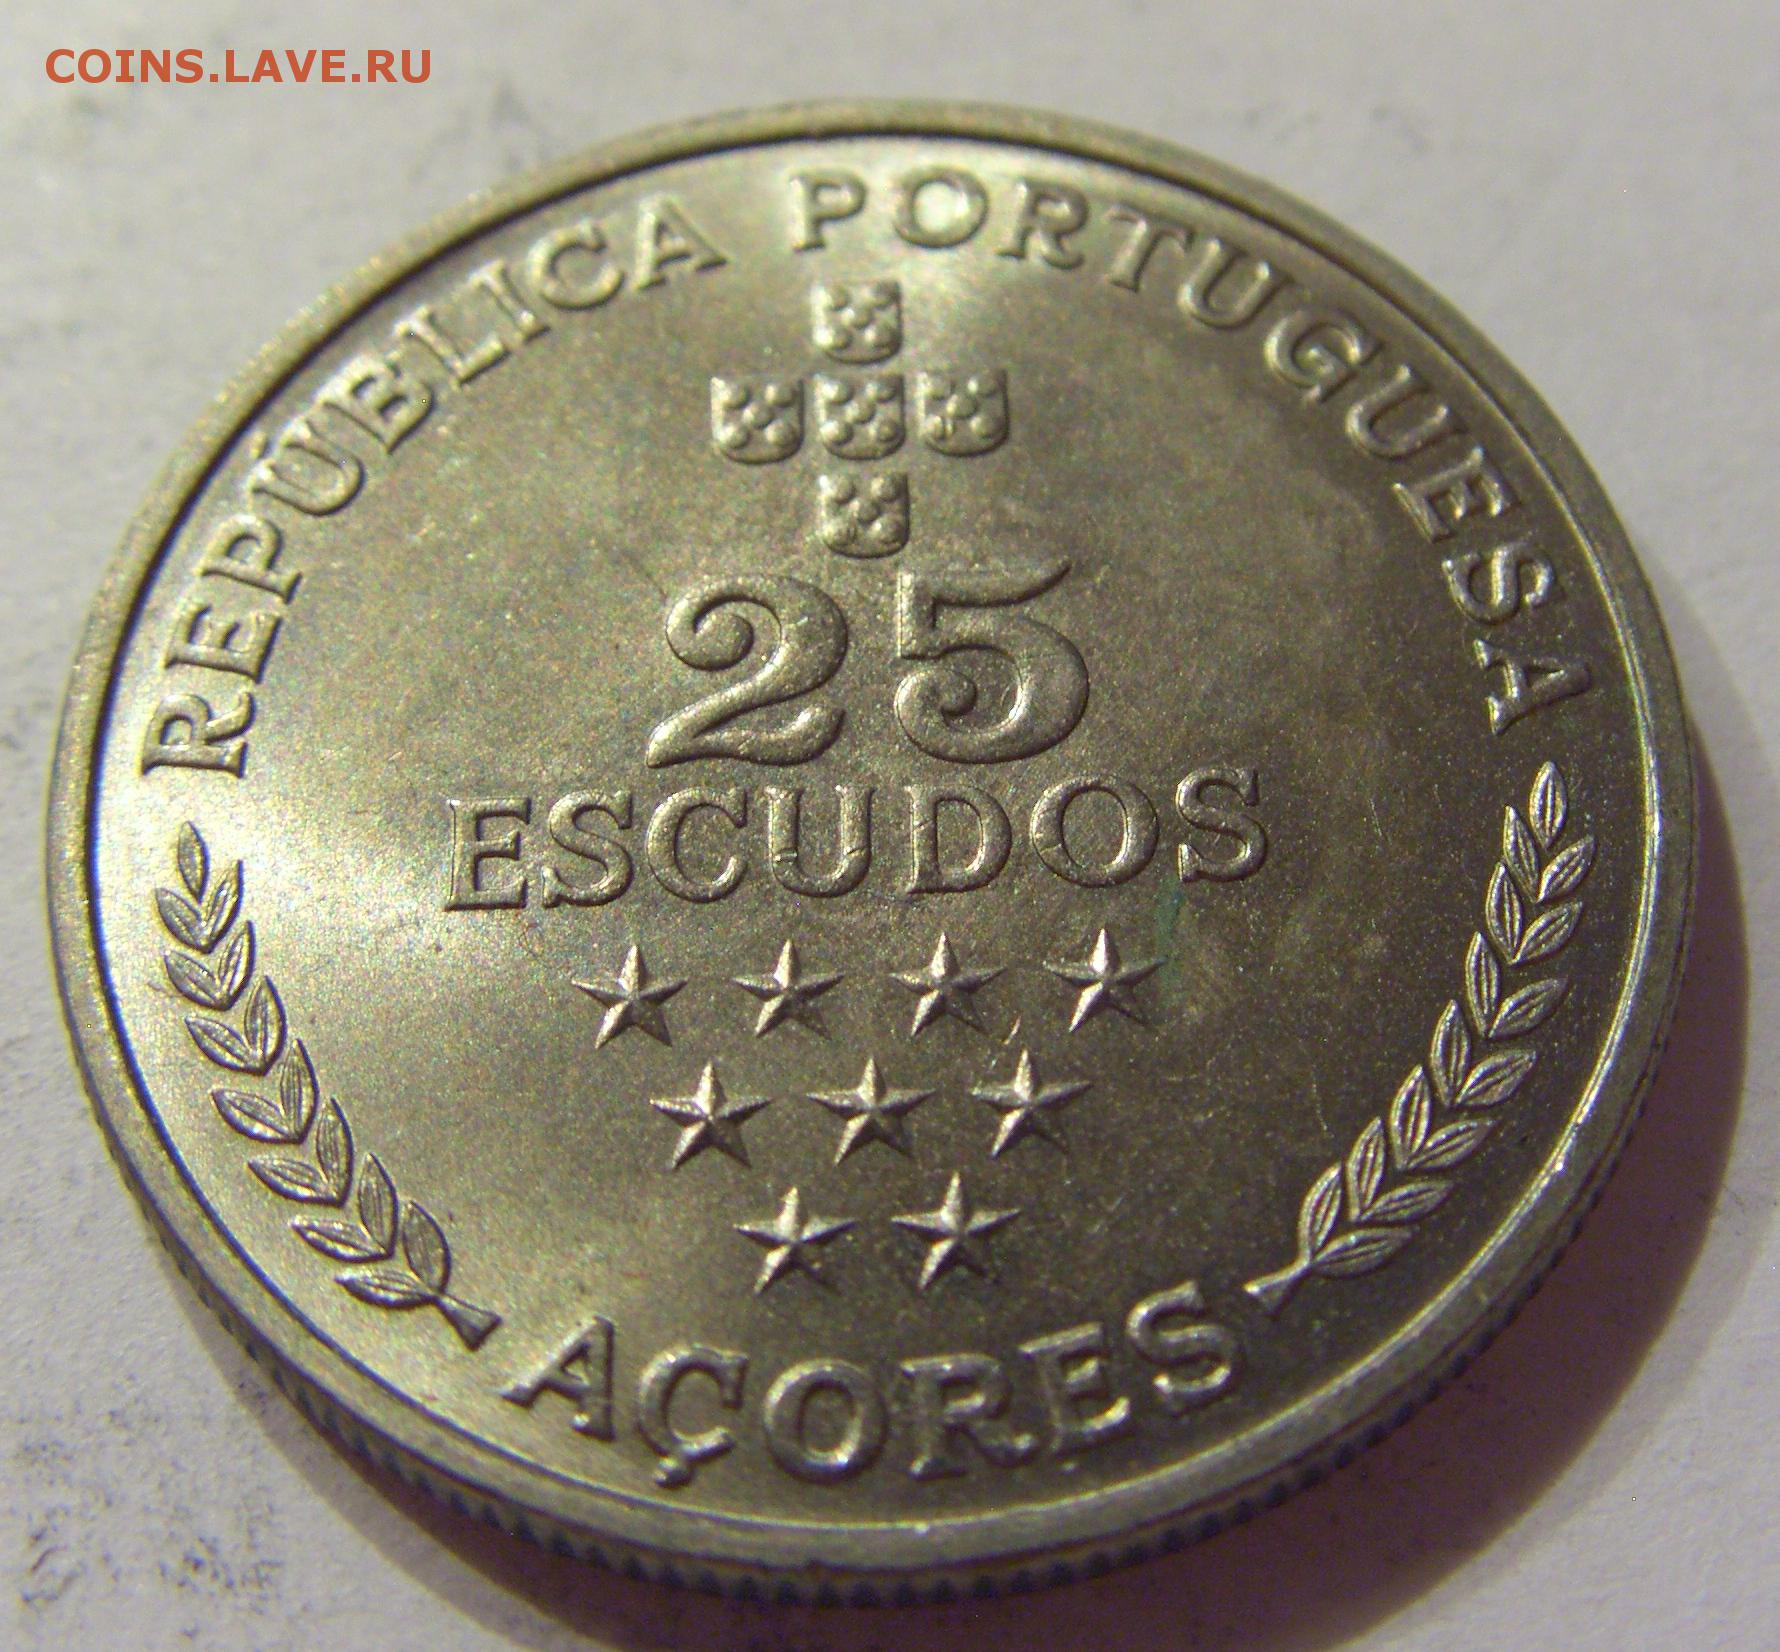 COINS.LAVE.RU
REPÚBLICA PORTUGUESA
25
ESCUDOS
AÇORES